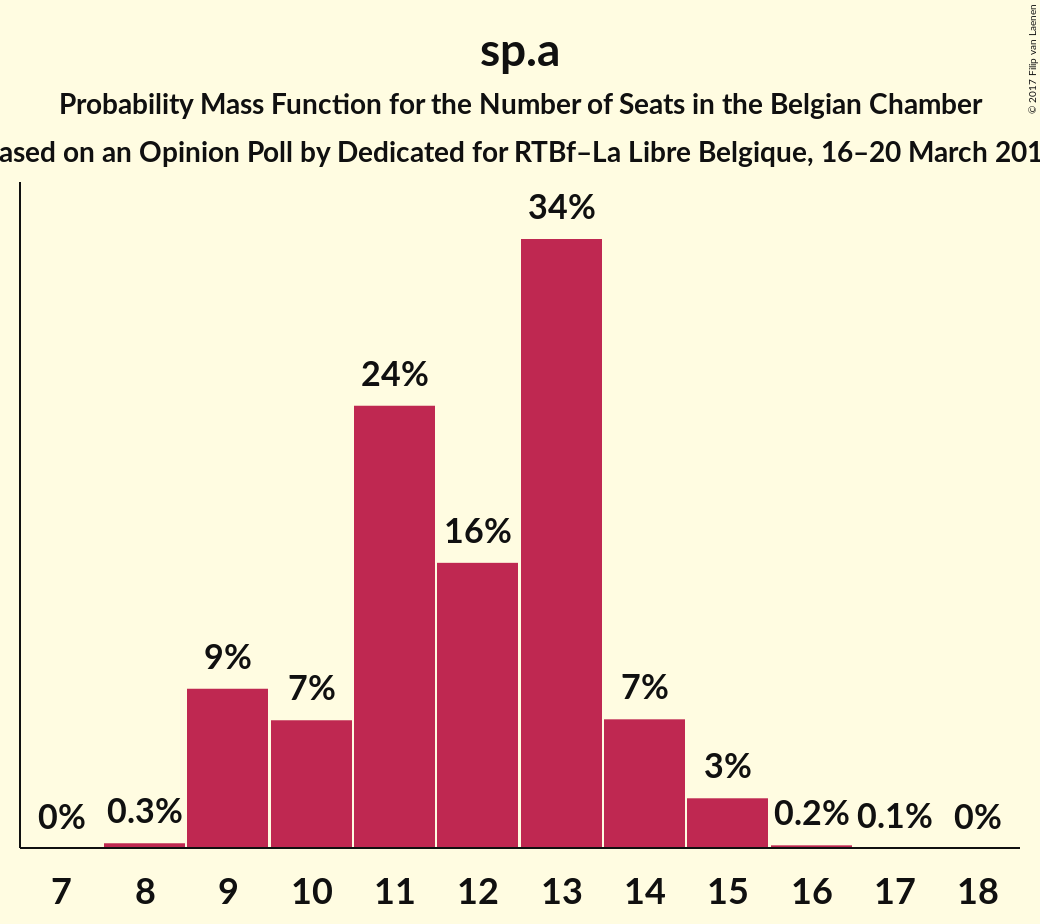 sp.a
Probability Mass Function for the Number of Seats in the Belgian Chamber
ased on an Opinion Poll by Dedicated for RTBf–La Libre Belgique, 16–20 March 201
© 2017 Filip van Laenen
34%
24%
16%
9%
7%
7%
3%
0%
0.3%
0.2%
0.1%
0%
7 8 9 10 11 12 13 14 15 16 17 18